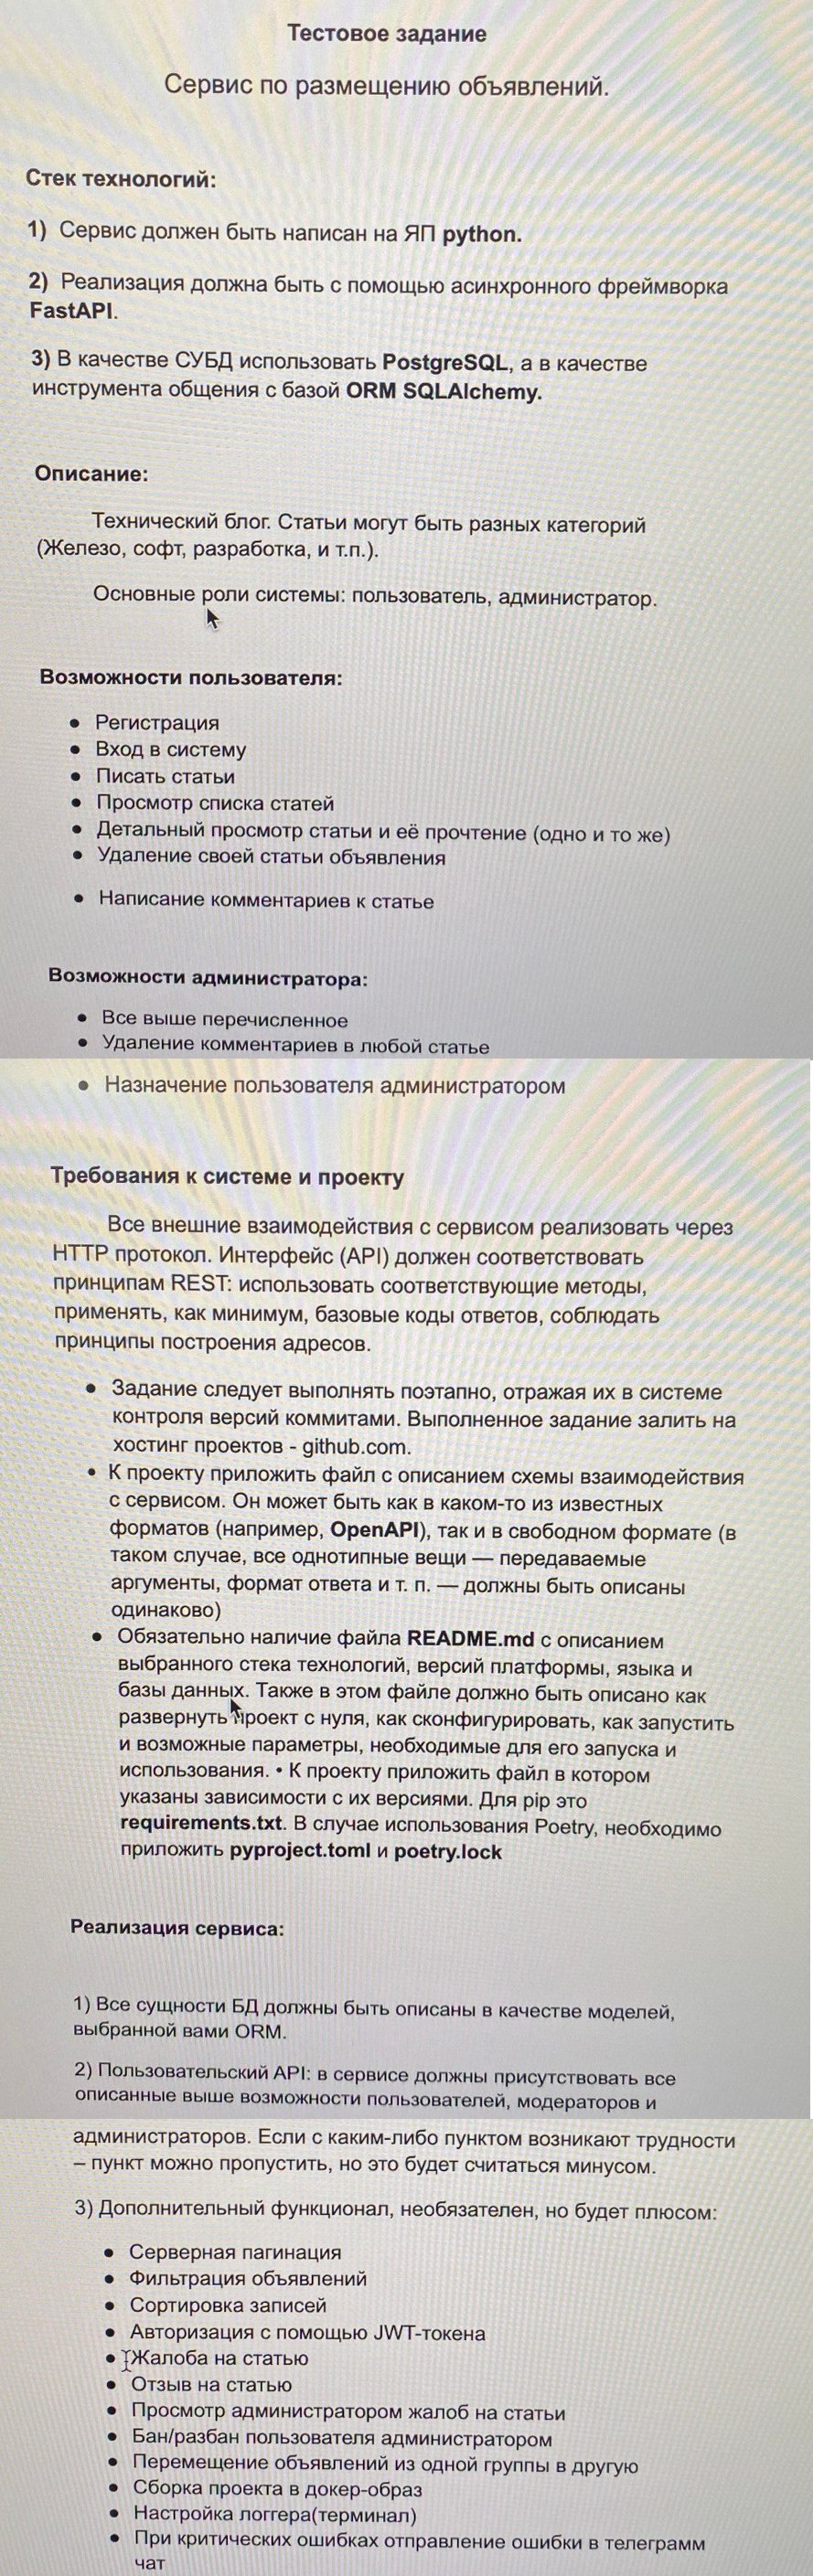 Тестовое задание
Сервис по размещению объявлений.
Стек технологий:
1) Сервис должен быть написан на ЯП python.
2) Реализация должна быть с помощью асинхронного фреймворка
FastAPI.
3) В качестве СУБД использовать PostgreSQL, а в качестве
инструмента общения с базой ORM SQLAlchemy.
Описание:
Технический блог. Статьи могут быть разных категорий
(Железо, софт, разработка, и т.п.).
Основные роли системы: пользователь, администратор.
Возможности пользователя:
● Регистрация
● Вход в систему
● Писать статьи
● Просмотр списка статей
● Детальный просмотр статьи и её прочтение (одно и то же)
● Удаление своей статьи объявления
● Написание комментариев к статье
Возможности администратора:
● Все выше перечисленное
● Удаление комментариев в любой статье
● Назначение пользователя администратором
Требования к системе и проекту
Все внешние взаимодействия с сервисом реализовать через
HTTP протокол. Интерфейс (API) должен соответствовать
принципам REST: использовать соответствующие методы,
применять, как минимум, базовые коды ответов, соблюдать
принципы построения адресов.
● Задание следует выполнять поэтапно, отражая их в системе
контроля версий коммитами. Выполненное задание залить на
хостинг проектов - github.com.
• К проекту приложить файл с описанием схемы взаимодействия
с сервисом. Он может быть как в каком-то из известных
форматов (например, OpenAPI), так и в свободном формате (в
таком случае, все однотипные вещи — передаваемые
аргументы, формат ответа и т. п. — должны быть описаны
одинаково)
● Обязательно наличие файла README.md с описанием
выбранного стека технологий, версий платформы, языка и
базы данных. Также в этом файле должно быть описано как
развернуть проект с нуля, как сконфигурировать, как запустить
и возможные параметры, необходимые для его запуска и
использования. • К проекту приложить файл в котором
указаны зависимости с их версиями. Для pip это
requirements.txt. В случае использования Poetry, необходимо
приложить pyproject.toml и poetry.lock
Реализация сервиса:
1) Все сущности БД должны быть описаны в качестве моделей,
выбранной вами ORM.
2) Пользовательский API: в сервисе должны присутствовать все
описанные выше возможности пользователей, модераторов и
администраторов. Если с каким-либо пунктом возникают трудности
– пункт можно пропустить, но это будет считаться минусом.
3) Дополнительный функционал, необязателен, но будет плюсом:
● Серверная пагинация
● Фильтрация объявлений
● Сортировка записей
● Авторизация с помощью JWT-токена
● Жалоба на статью
● Отзыв на статью
● Просмотр администратором жалоб на статьи
● Бан/разбан пользователя администратором
● Перемещение объявлений из одной группы в другую
● Сборка проекта в докер-образ
● Настройка логгера(терминал)
● При критических ошибках отправление ошибки в телеграмм
чат